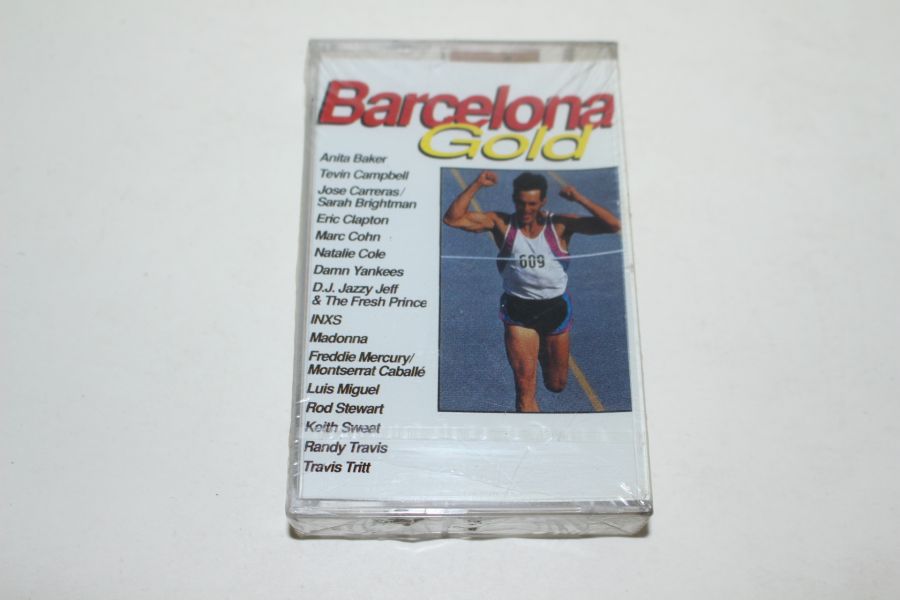 Barcelona
Gold
Anita Baker
Tevin Campbell
Jose Carreras/
Sarah Brightman
Eric Clapton
Marc Cohn
Natalie Cole
Damn Yankees
D.J. Jazzy Jeff
& The Fresh Prince
INXS
Madonna
Freddie Mercury/
Montserrat Caballé
Luis Miguel
Rod Stewart
Keith Sweat
Randy Travis
Travis Tritt
609